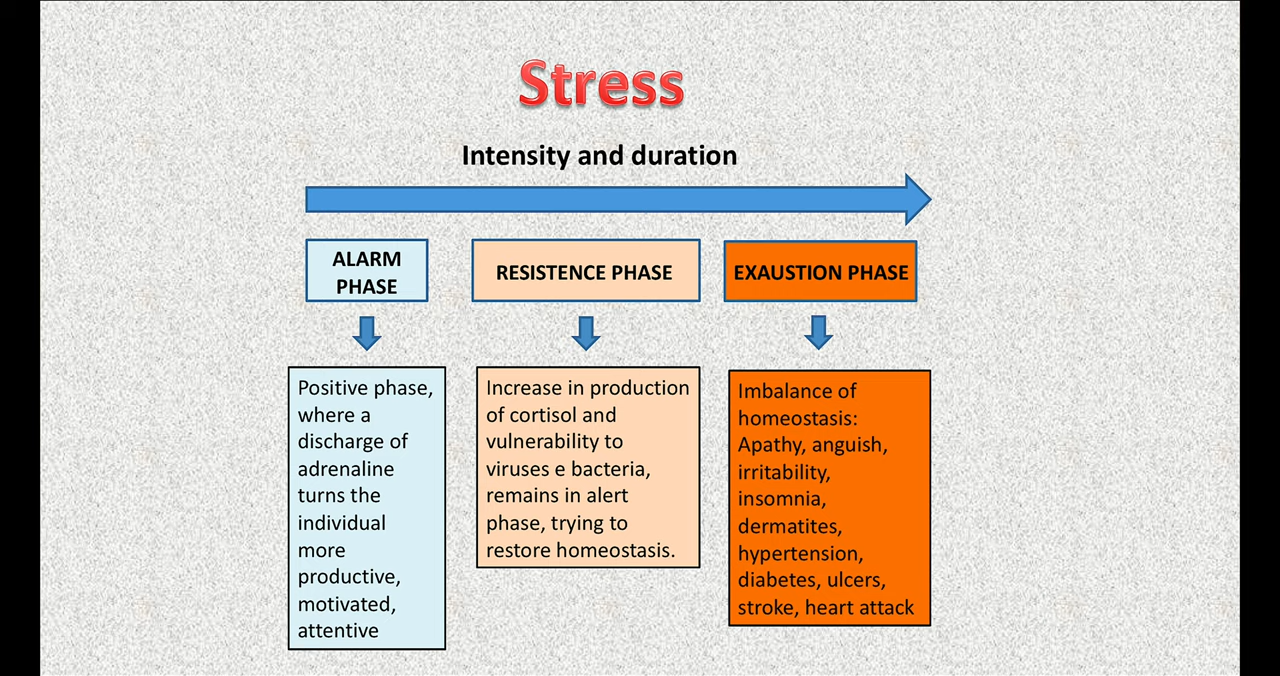 Stress
Intensity and duration
ALARM
PHASE
Positive phase,
where a
discharge of
adrenaline
turns the
individual
more
productive,
motivated,
attentive
RESISTENCE PHASE
Increase in production
of cortisol and
vulnerability to
viruses e bacteria,
remains in alert
phase, trying to
restore homeostasis.
EXAUSTION PHASE
Imbalance of
homeostasis:
Apathy, anguish,
irritability,
insomnia,
dermatites,
hypertension,
diabetes, ulcers,
stroke, heart attack